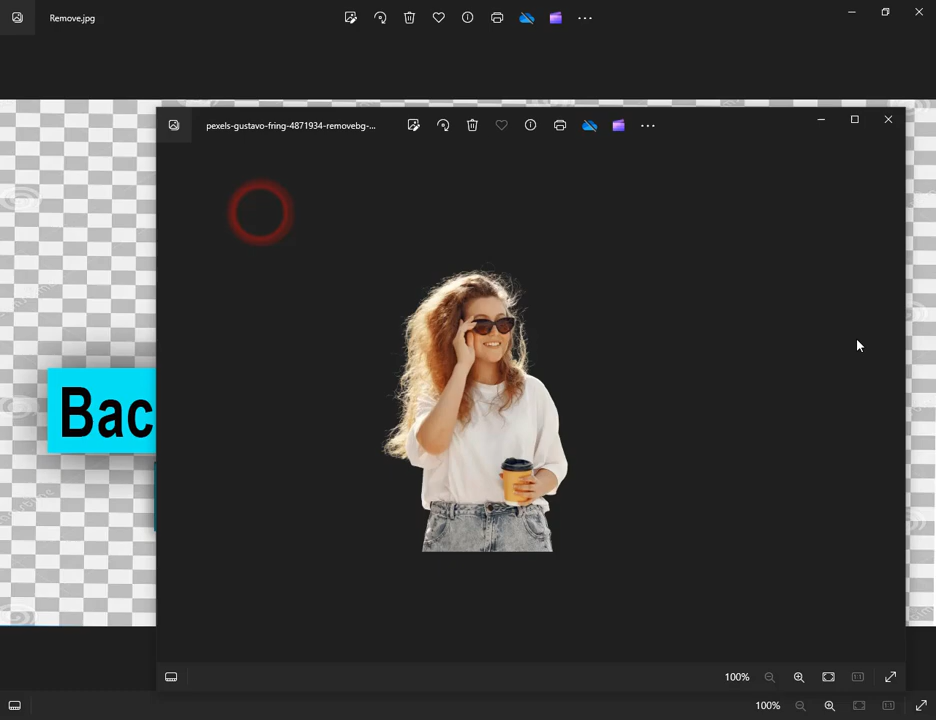 Remove.jpg
pexels-gustavo-fring-4871934-removebg-...
Bac
100%
100%